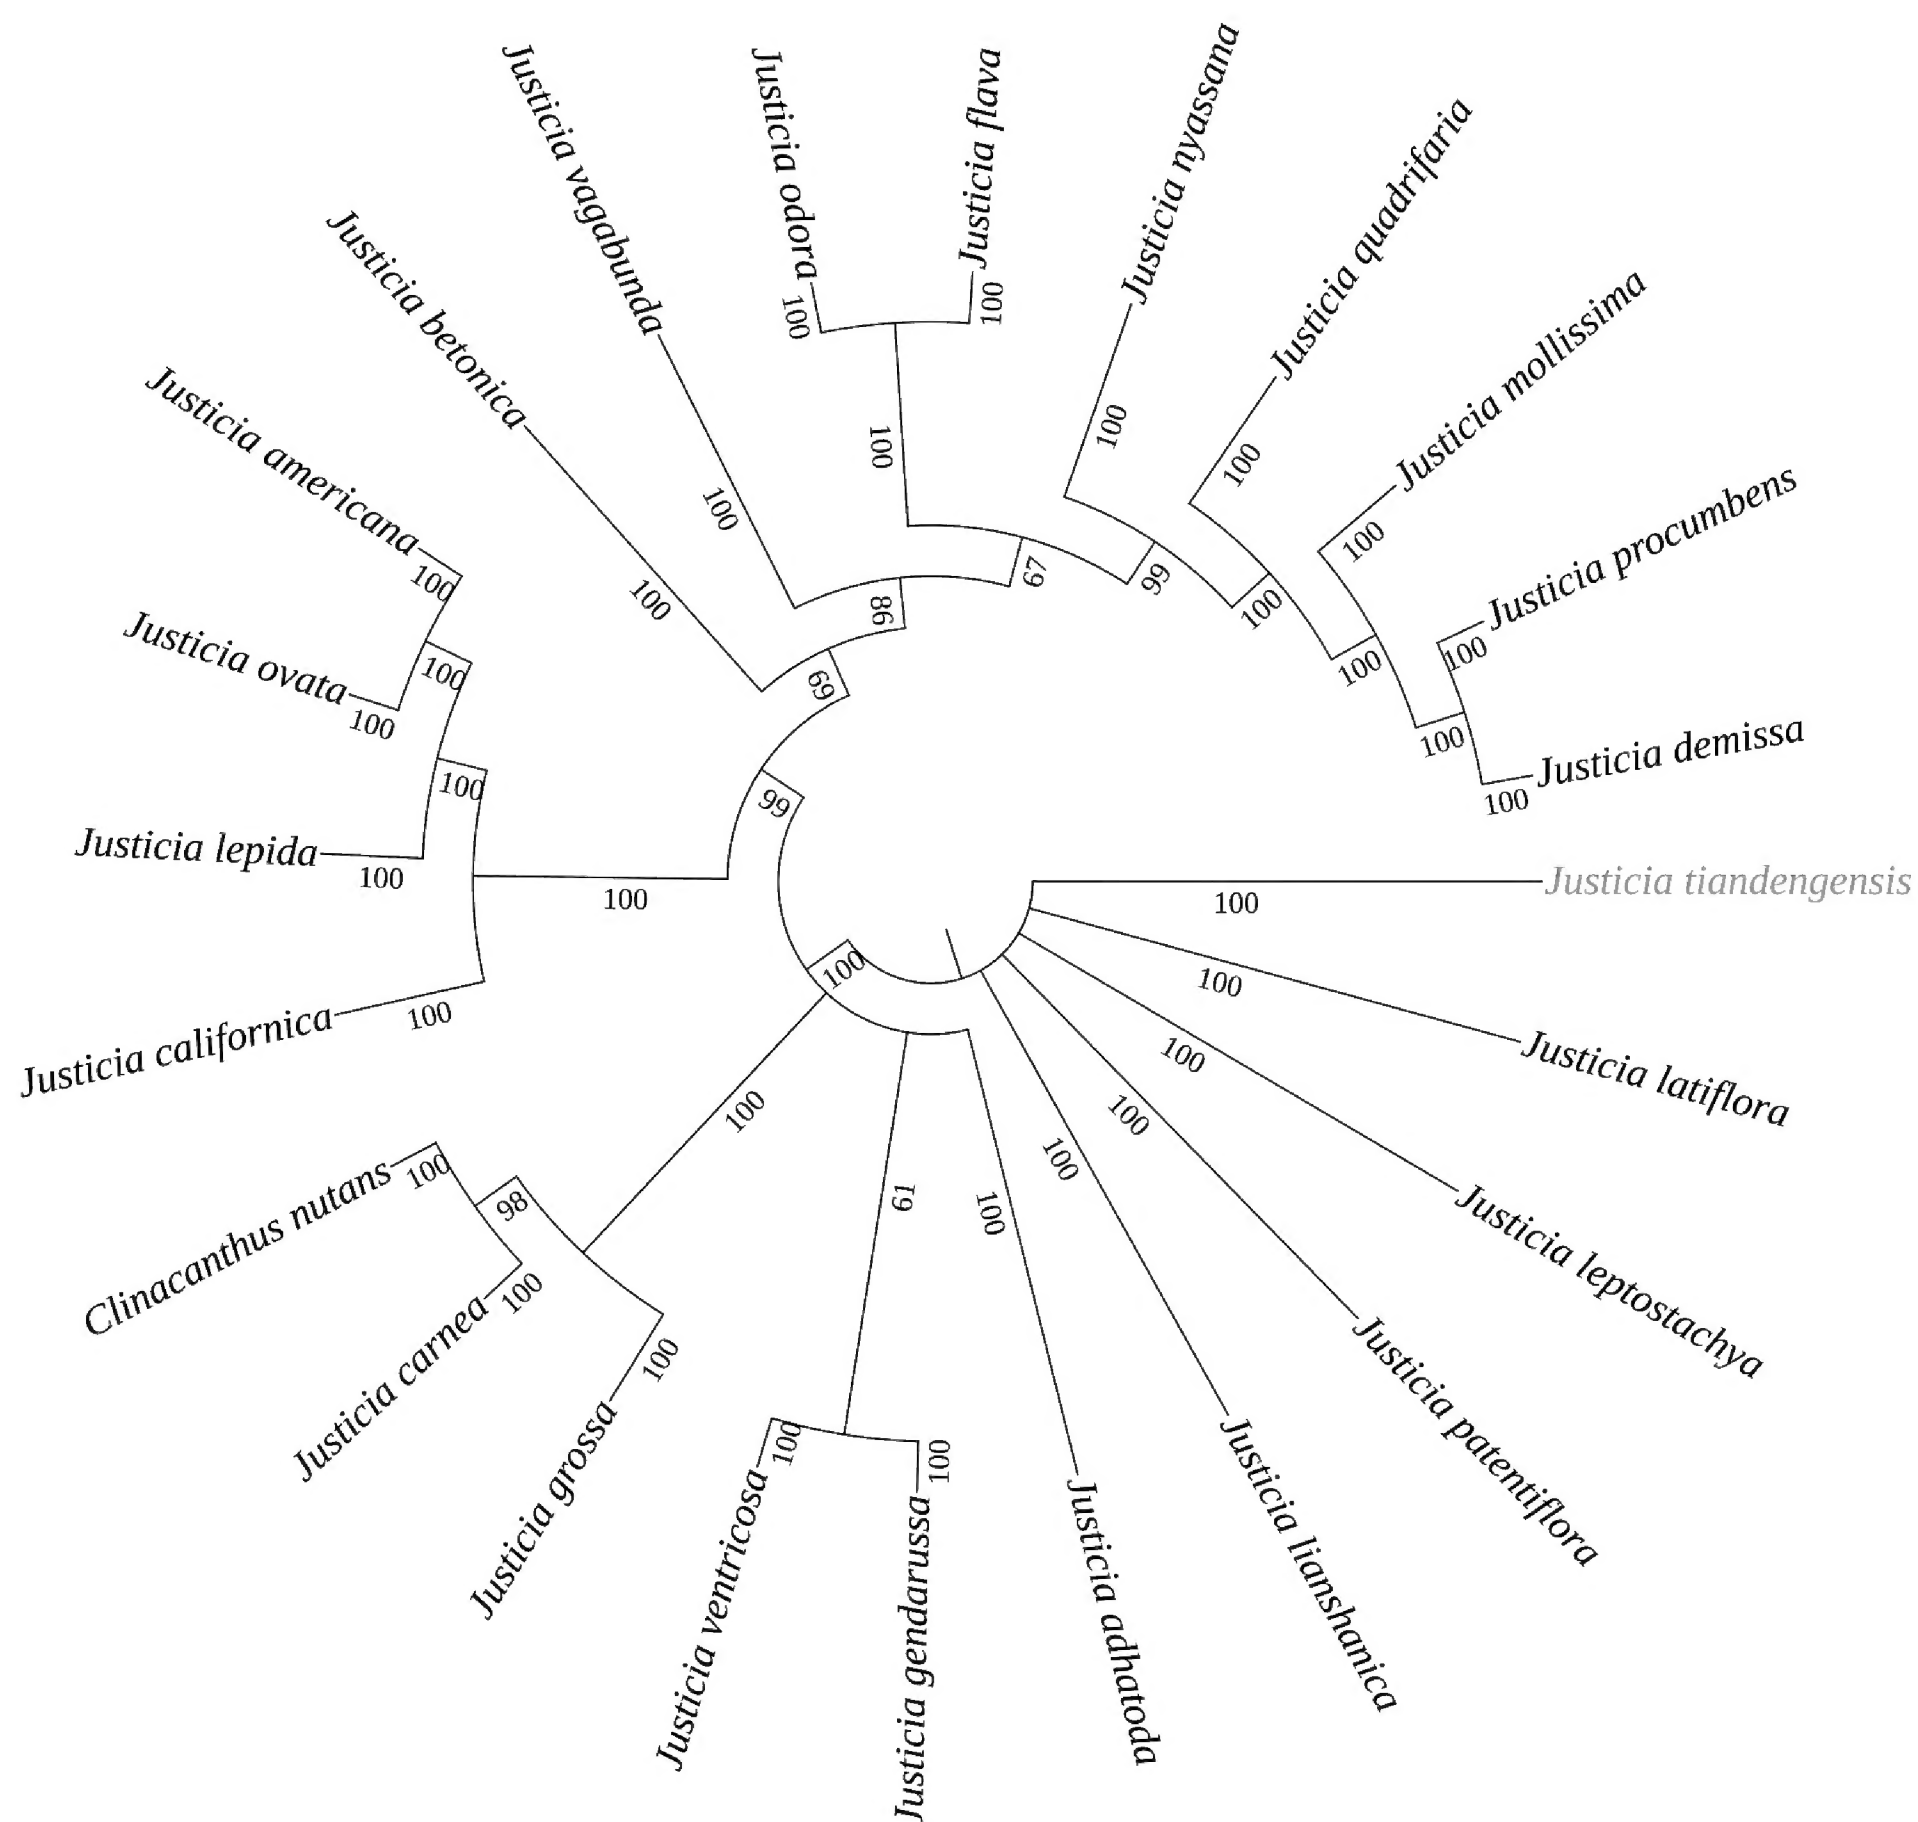 Justicia vagabunda
100
Justicia odora
100
Justicia flava
100
100
Justicia nyassana
100
Justicia quadrifaria
100
Justicia mollissima
100
Justicia procumbens
100
Justicia demissa
100
100
100
100
99
67
86
69
99
Justicia betonica
100
Justicia americana
100
Justicia ovata
100
100
100
Justicia lepida
100
100
Justicia californica
100
100
Clinacanthus nutans
100
98
Justicia carnea
100
Justicia grossa
100
100
Justicia ventricosa
100
Justicia gendarussa
100
61
Justicia adhatoda
100
Justicia lianshanica
100
Justicia patentiflora
100
Justicia leptostachya
100
Justicia latiflora
100
Justicia tiandengensis
100